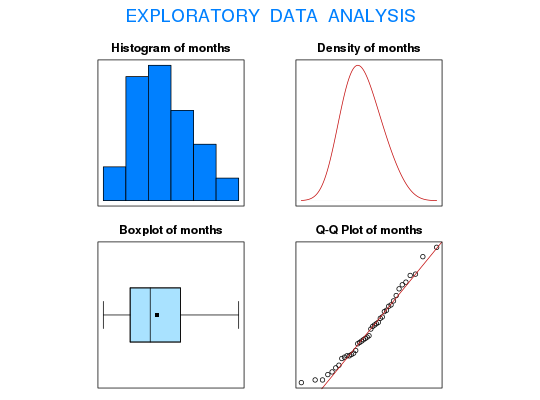 EXPLORATORY DATA ANALYSIS
Histogram of months
Density of months
Boxplot of months
Q-Q Plot of months